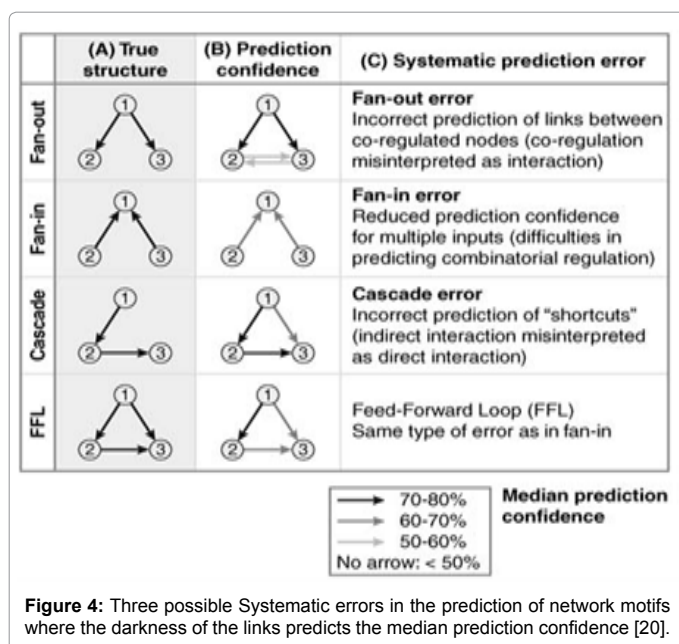 (A) True structure
(B) Prediction confidence
(C) Systematic prediction error
Fan-out
1
2
3
1
2
3
Fan-out error
Incorrect prediction of links between
co-regulated nodes (co-regulation
misinterpreted as interaction)
Fan-in
1
2
3
1
2
3
Fan-in error
Reduced prediction confidence
for multiple inputs (difficulties in
predicting combinatorial regulation)
Cascade
1
2
3
1
2
3
Cascade error
Incorrect prediction of "shortcuts"
(indirect interaction misinterpreted
as direct interaction)
FFL
1
2
3
1
2
3
Feed-Forward Loop (FFL)
Same type of error as in fan-in
70-80%
60-70%
50-60%
No arrow: < 50%
Median prediction
confidence
Figure 4: Three possible Systematic errors in the prediction of network motifs
where the darkness of the links predicts the median prediction confidence [20].